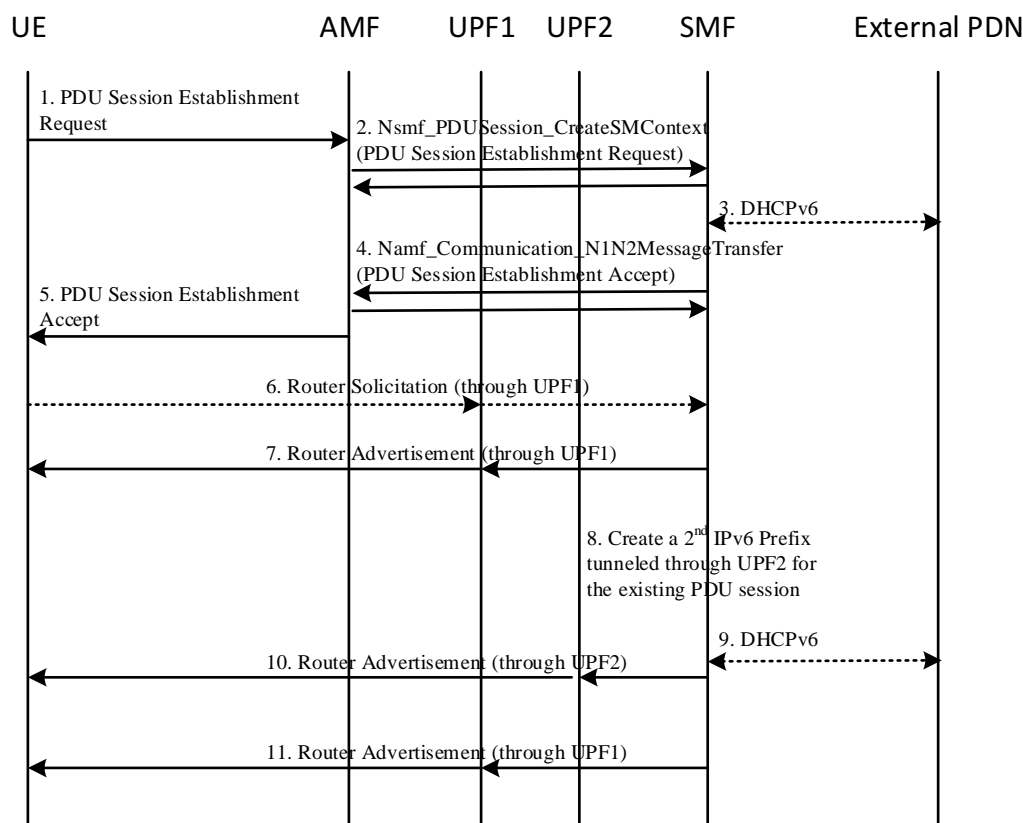 UE AMF UPF1 UPF2 SMF External PDN
1. PDU Session Establishment
Request
2. Nsmf_PDUSession_CreateSMContext
(PDU Session Establishment Request)
3. DHCPv6
4. Namf_Communication_N1N2MessageTransfer
(PDU Session Establishment Accept)
5. PDU Session Establishment
Accept
6. Router Solicitation (through UPF1)
7. Router Advertisement (through UPF1)
8. Create a 2nd IPv6 Prefix
tunneled through UPF2 for
the existing PDU session
9. DHCPv6
10. Router Advertisement (through UPF2)
11. Router Advertisement (through UPF1)